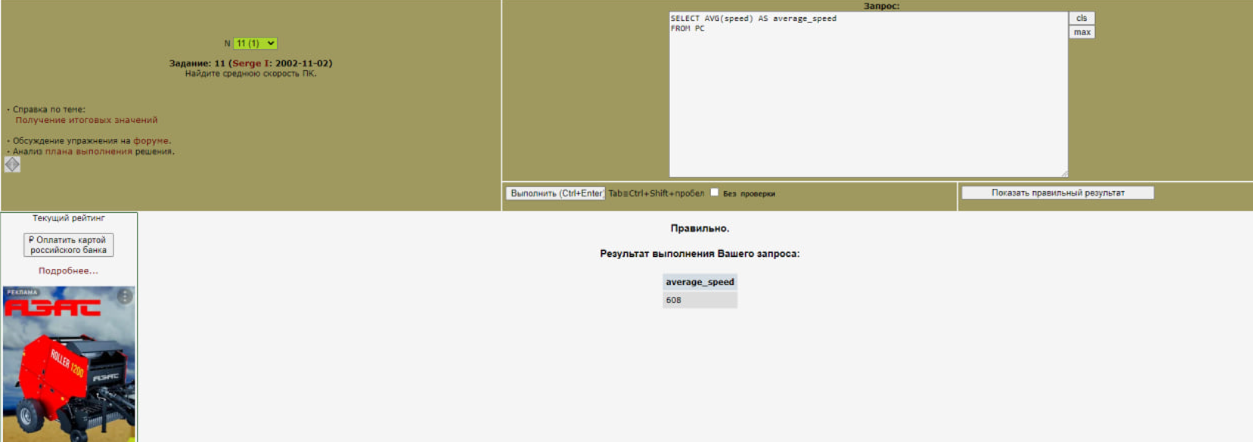 N 11 (1)
Задание: 11 (Serge I: 2002-11-02)
Найдите среднюю скорость ПК.
- Справка по теме:
Получение итоговых значений
- Обсуждение упражнения на форуме.
- Анализ плана выполнения решения.
Запрос:
SELECT AVG(speed) AS average_speed
FROM PC
cls
max
Выполнить (Ctrl+Enter) Tab≡Ctrl+Shift+пробел Без проверки
Показать правильный результат
Текущий рейтинг
₽ Оплатить картой
российского банка
Подробнее...
РЕКЛАМА
АЗАС
ROLLER 1200
АЗАС
Правильно.
Результат выполнения Вашего запроса:
average_speed
608